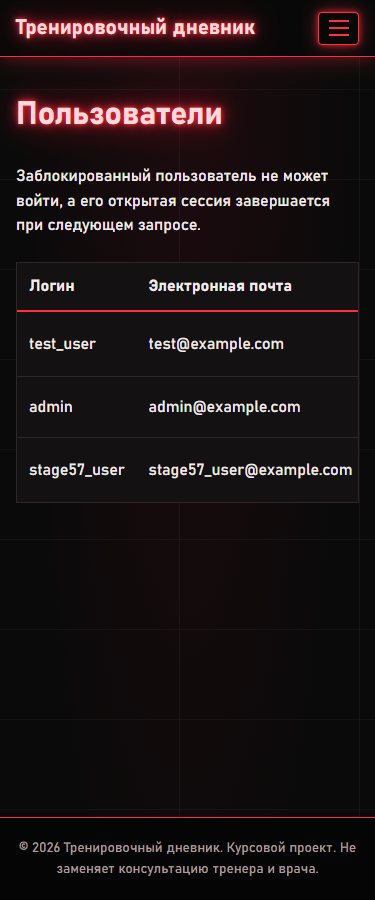 Тренировочный дневник
Пользователи
Заблокированный пользователь не может
войти, а его открытая сессия завершается
при следующем запросе.
Логин Электронная почта
test_user test@example.com
admin admin@example.com
stage57_user stage57_user@example.com
© 2026 Тренировочный дневник. Курсовой проект. Не
заменяет консультацию тренера и врача.